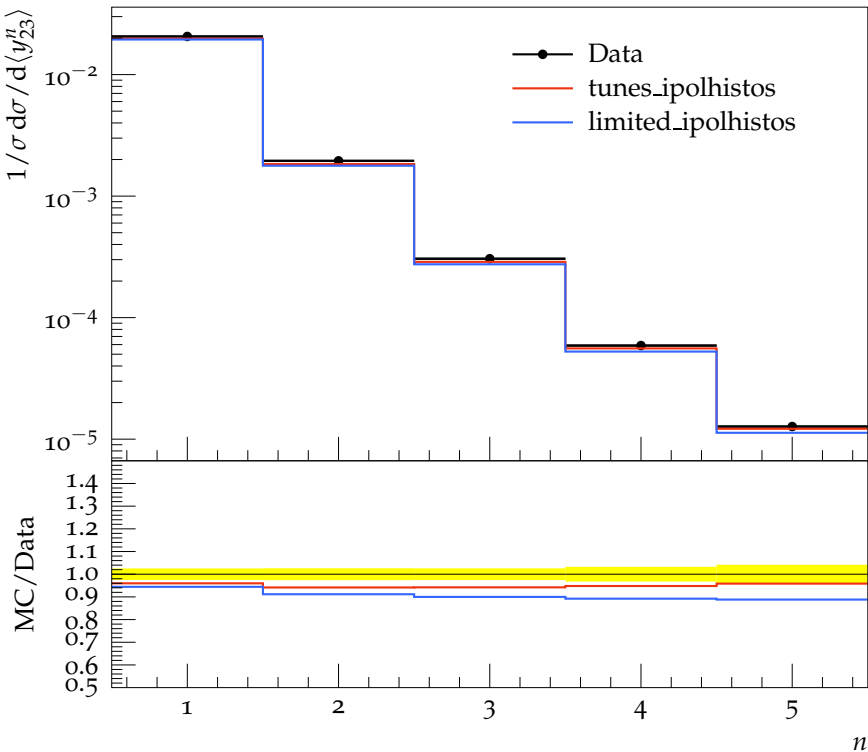 1/σ dσ/d⟨yⁿ₂₃⟩
10⁻²
10⁻³
10⁻⁴
10⁻⁵
Data
tunes_ipolhistos
limited_ipolhistos
MC/Data
1.4
1.3
1.2
1.1
1.0
0.9
0.8
0.7
0.6
0.5
1 2 3 4 5
n